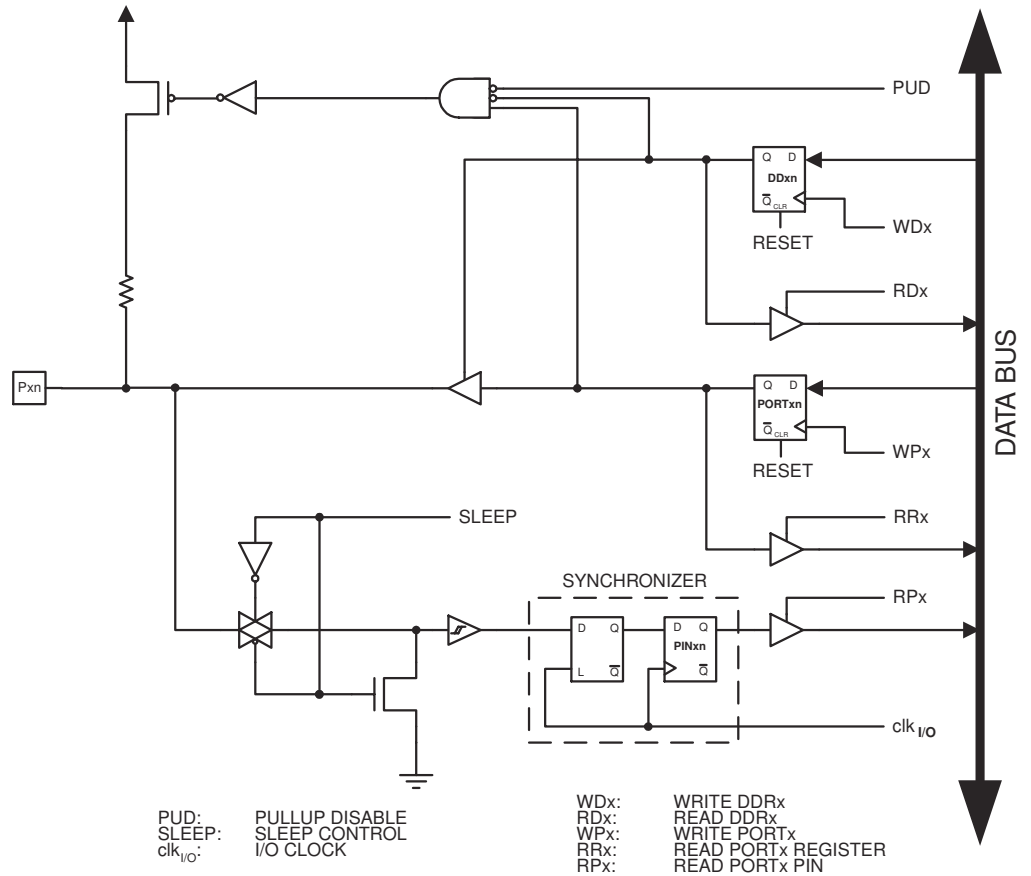 PUD
Q D
DDxn
Q CLR
WDx
RESET
RDx
Pxn
Q D
PORTxn
Q CLR
WPx
RESET
DATA BUS
SLEEP
RRx
SYNCHRONIZER
RPx
D Q
D Q
PINxn
L Q
Q
clk I/O
PUD: PULLUP DISABLE
SLEEP: SLEEP CONTROL
clkI/O: I/O CLOCK
WDx: WRITE DDRx
RDx: READ DDRx
WPx: WRITE PORTx
RRx: READ PORTx REGISTER
RPx: READ PORTx PIN